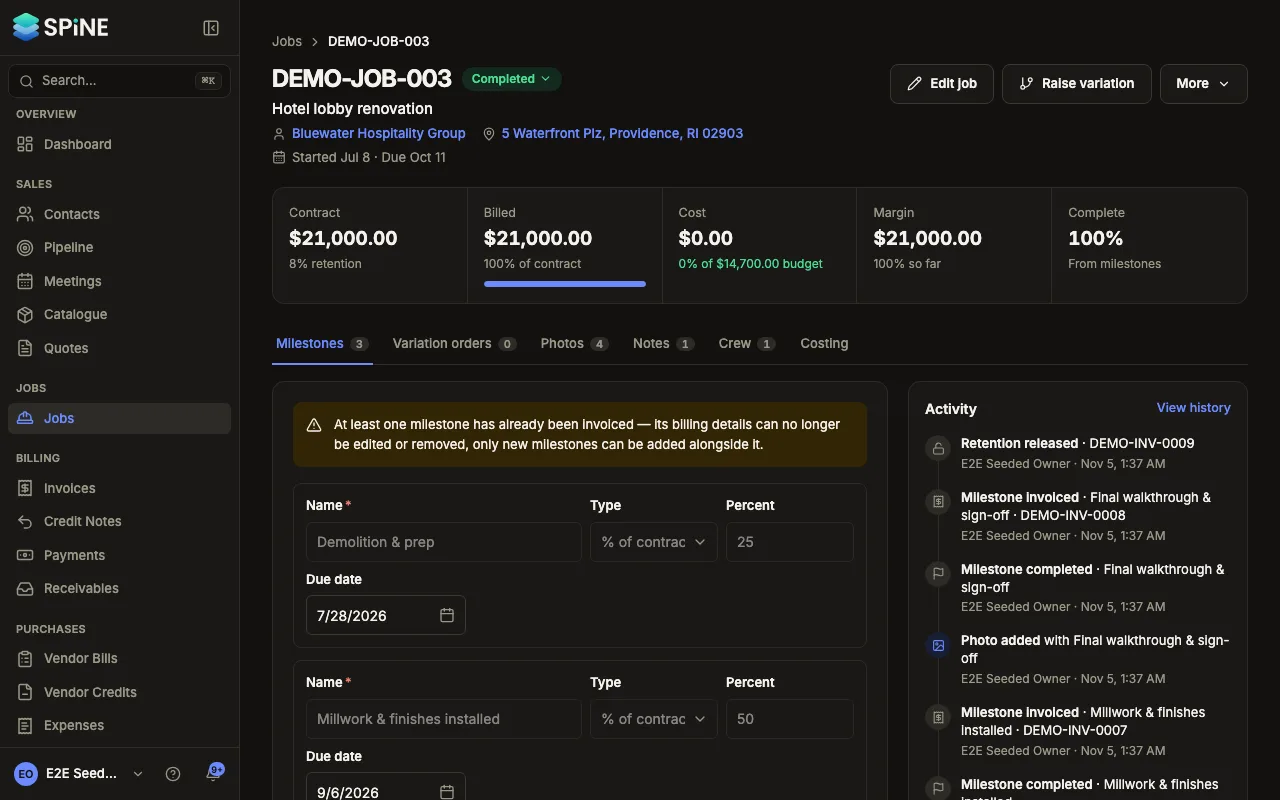 SPiNE
Search...
⌘K
OVERVIEW
Dashboard
SALES
Contacts
Pipeline
Meetings
Catalogue
Quotes
JOBS
Jobs
BILLING
Invoices
Credit Notes
Payments
Receivables
PURCHASES
Vendor Bills
Vendor Credits
Expenses
EO
E2E Seed...
9+
Jobs > DEMO-JOB-003
DEMO-JOB-003
Completed
Hotel lobby renovation
Bluewater Hospitality Group
5 Waterfront Plz, Providence, RI 02903
Started Jul 8 · Due Oct 11
Edit job
Raise variation
More
Contract
$21,000.00
8% retention
Billed
$21,000.00
100% of contract
Cost
$0.00
0% of $14,700.00 budget
Margin
$21,000.00
100% so far
Complete
100%
From milestones
Milestones 3
Variation orders 0
Photos 4
Notes 1
Crew 1
Costing
At least one milestone has already been invoiced — its billing details can no longer
be edited or removed, only new milestones can be added alongside it.
Name *
Type
Percent
Demolition & prep
% of contrac
25
Due date
7/28/2026
Name *
Type
Percent
Millwork & finishes installed
% of contrac
50
Due date
9/6/2026
Activity
View history
Retention released · DEMO-INV-0009
E2E Seeded Owner · Nov 5, 1:37 AM
Milestone invoiced · Final walkthrough &
sign-off · DEMO-INV-0008
E2E Seeded Owner · Nov 5, 1:37 AM
Milestone completed · Final walkthrough &
sign-off
E2E Seeded Owner · Nov 5, 1:37 AM
Photo added with Final walkthrough & sign-
off
E2E Seeded Owner · Nov 5, 1:37 AM
Milestone invoiced · Millwork & finishes
installed · DEMO-INV-0007
E2E Seeded Owner · Nov 5, 1:37 AM
Milestone completed · Millwork & finishes